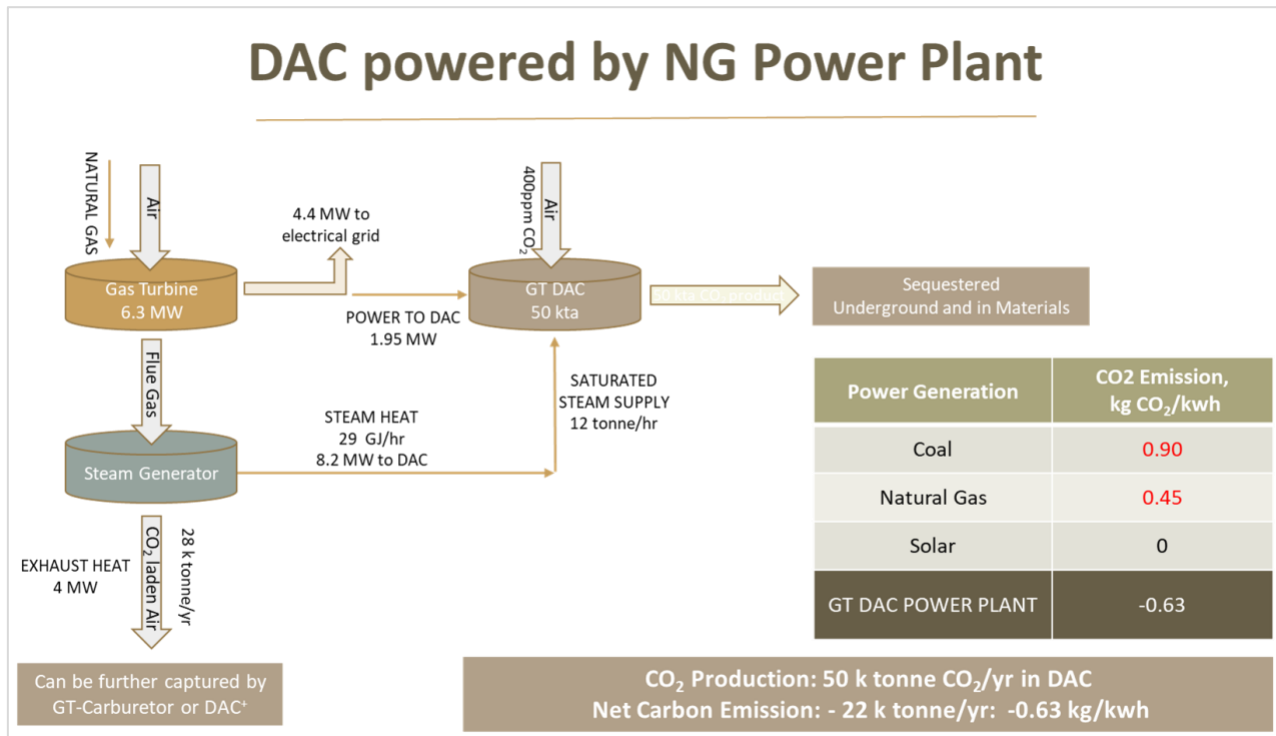 DAC powered by NG Power Plant
NATURAL GAS
Air
4.4 MW to
electrical grid
400ppm CO₂
Air
Gas Turbine
6.3 MW
POWER TO DAC
1.95 MW
GT DAC
50 kta
50 kta CO₂ product
Sequestered
Underground and in Materials
Flue Gas
STEAM HEAT
29 GJ/hr
8.2 MW to DAC
SATURATED
STEAM SUPPLY
12 tonne/hr
Steam Generator
EXHAUST HEAT
4 MW
CO₂ laden Air
28 k tonne/yr
Can be further captured by
GT-Carburetor or DAC⁺
Power Generation
CO2 Emission,
kg CO₂/kwh
Coal
0.90
Natural Gas
0.45
Solar
0
GT DAC POWER PLANT
-0.63
CO₂ Production: 50 k tonne CO₂/yr in DAC
Net Carbon Emission: - 22 k tonne/yr: -0.63 kg/kwh